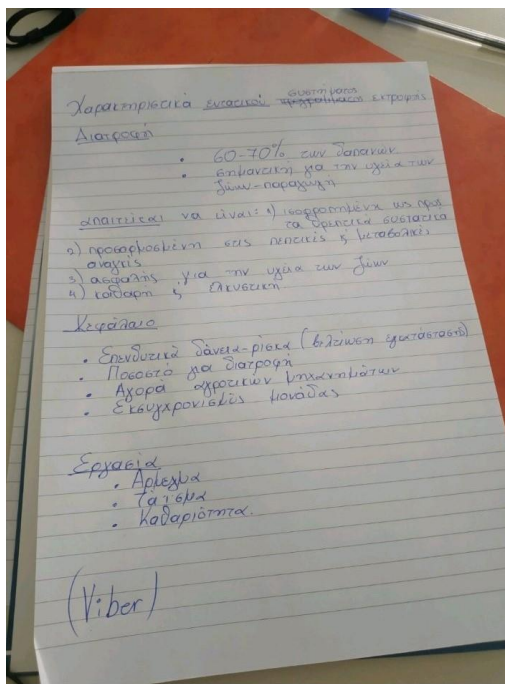 Χαρακτηριστικά εντατικού συστήματος εκτροφής
Διατροφή
• 60-70% των δαπανών
• σημαντική για την υγεία των
ζώων-παραγωγή
απαιτείται να είναι: 1) ισορροπημένη ως προς
τα θρεπτικά συστατικά
2) προσαρμοσμένη στις πεπτικές ξ μεταβολικές
ανάγκες
3) ασφαλής για την υγεία των ζώων
4) καθαρή ξ ελκυστική
Κεφάλαιο
• Επενδυτικά δάνεια-ρίσκα (βελτίωση εγκατάστασης)
• Ποσοστό για διατροφή
• Αγορά αγροτικών μηχανημάτων
• Εκσυγχρονισμός μονάδας
Εργασία
• Άρμεγμα
• Τάισμα
• Καθαριότητα.
(Viber)